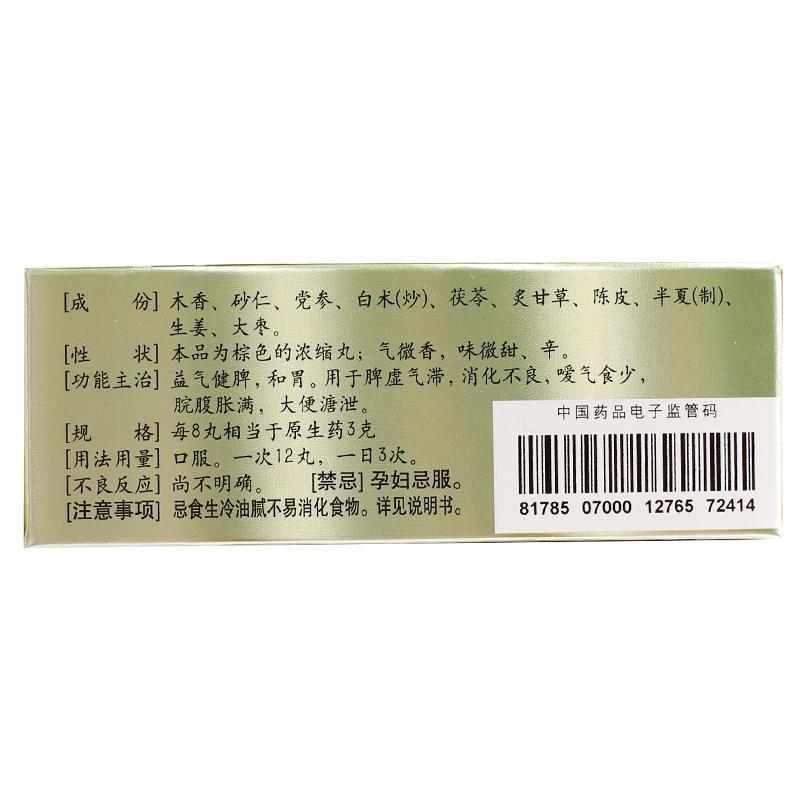 [成　　份] 木香、砂仁、党参、白术(炒)、茯苓、炙甘草、陈皮、半夏(制)、
生姜、大枣。
[性　　状] 本品为棕色的浓缩丸；气微香，味微甜、辛。
[功能主治] 益气健脾，和胃。用于脾虚气滞，消化不良，嗳气食少，
脘腹胀满，大便溏泄。
[规　　格] 每8丸相当于原生药3克
[用法用量] 口服。一次12丸，一日3次。
[不良反应] 尚不明确。 [禁忌] 孕妇忌服。
[注意事项] 忌食生冷油腻不易消化食物。详见说明书。
中国药品电子监管码
81785 07000 12765 72414